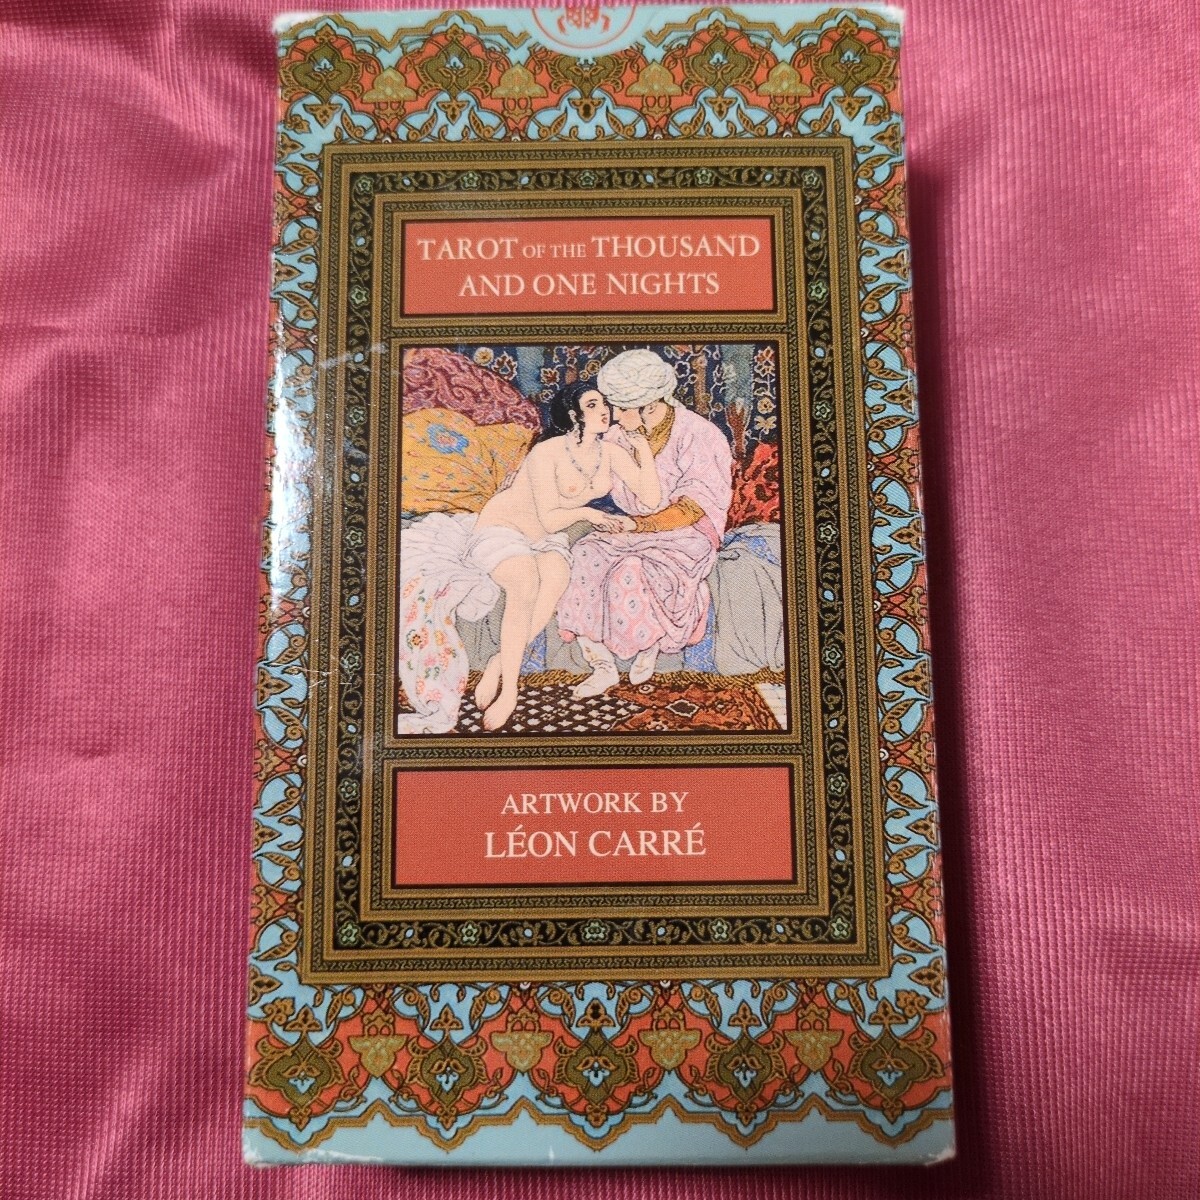 TAROT OF THE THOUSAND
AND ONE NIGHTS
ARTWORK BY
LÉON CARRÉ